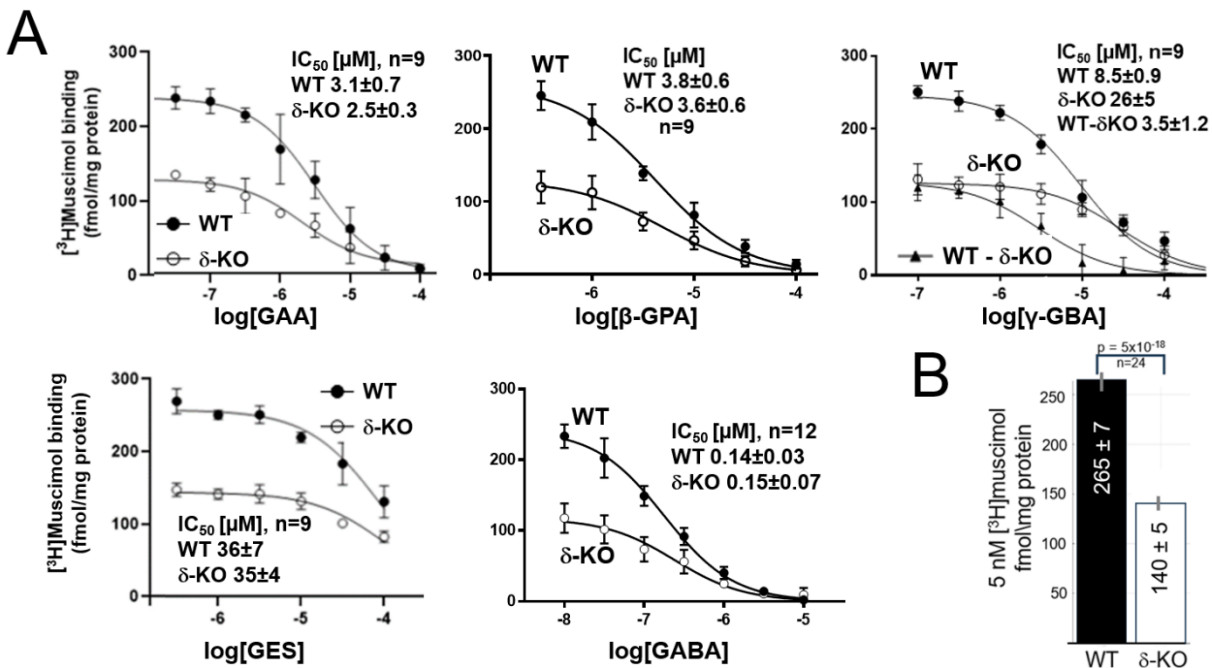 A
[³H]Muscimol binding
(fmol/mg protein)
300
200
100
0
IC₅₀ [µM], n=9
WT 3.1±0.7
δ-KO 2.5±0.3
WT
δ-KO
-7
-6
-5
-4
log[GAA]
300
200
100
0
WT
IC₅₀ [µM]
WT 3.8±0.6
δ-KO 3.6±0.6
n=9
δ-KO
-6
-5
-4
log[β-GPA]
300
200
100
0
WT
IC₅₀ [µM], n=9
WT 8.5±0.9
δ-KO 26±5
WT-δKO 3.5±1.2
δ-KO
WT - δ-KO
-7
-6
-5
-4
log[γ-GBA]
[³H]Muscimol binding
(fmol/mg protein)
300
200
100
0
WT
δ-KO
IC₅₀ [µM], n=9
WT 36±7
δ-KO 35±4
-6
-5
-4
log[GES]
300
200
100
0
WT
IC₅₀ [µM], n=12
WT 0.14±0.03
δ-KO 0.15±0.07
δ-KO
-8
-7
-6
-5
log[GABA]
B
p = 5x10⁻¹⁸
n=24
5 nM [³H]muscimol
fmol\mg protein
250
200
150
100
50
265 ± 7
140 ± 5
WT
δ-KO